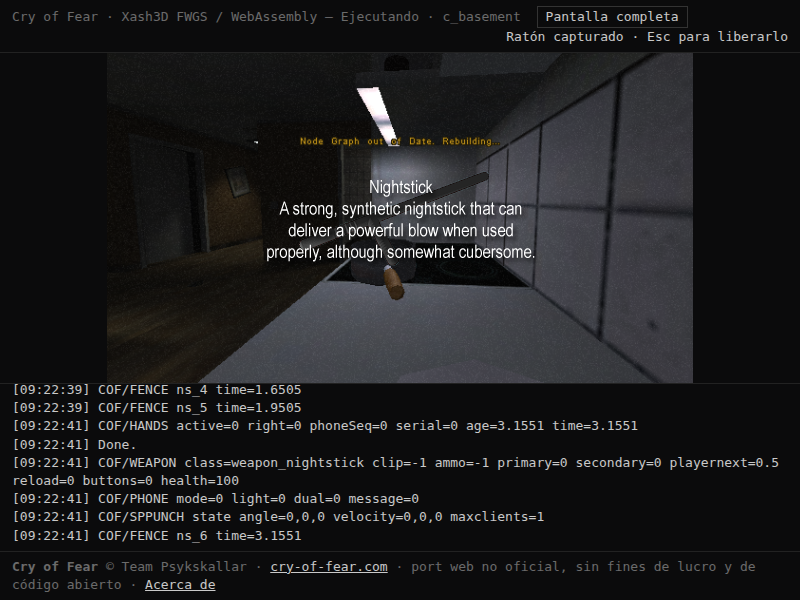 Cry of Fear · Xash3D FWGS / WebAssembly — Ejecutando · c_basement
Pantalla completa
Ratón capturado · Esc para liberarlo
Node Graph out of Date. Rebuilding
Nightstick
A strong, synthetic nightstick that can
deliver a powerful blow when used
properly, although somewhat cubersome.
[09:22:39] COF/FENCE ns_4 time=1.6505
[09:22:39] COF/FENCE ns_5 time=1.9505
[09:22:41] COF/HANDS active=0 right=0 phoneSeq=0 serial=0 age=3.1551 time=3.1551
[09:22:41] Done.
[09:22:41] COF/WEAPON class=weapon_nightstick clip=-1 ammo=-1 primary=0 secondary=0 playernext=0.5
reload=0 buttons=0 health=100
[09:22:41] COF/PHONE mode=0 light=0 dual=0 message=0
[09:22:41] COF/SPPUNCH state angle=0,0,0 velocity=0,0,0 maxclients=1
[09:22:41] COF/FENCE ns_6 time=3.1551
Cry of Fear © Team Psykskallar · cry-of-fear.com · port web no oficial, sin fines de lucro y de
código abierto · Acerca de